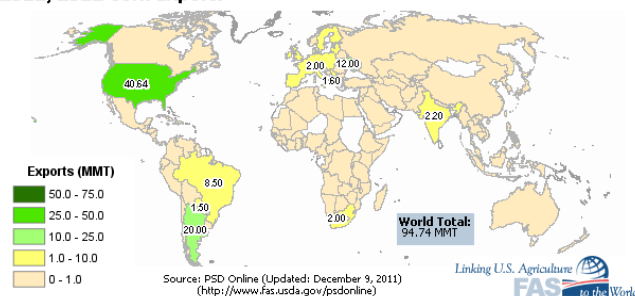 40.64
2.00
12.00
1.60
2.20
8.50
1.50
20.00
2.00
Exports (MMT)
50.0 - 75.0
25.0 - 50.0
10.0 - 25.0
1.0 - 10.0
0 - 1.0
World Total:
94.74 MMT
Source: PSD Online (Updated: December 9, 2011)
(http://www.fas.usda.gov/psdonline)
Linking U.S. Agriculture
FAS to the World